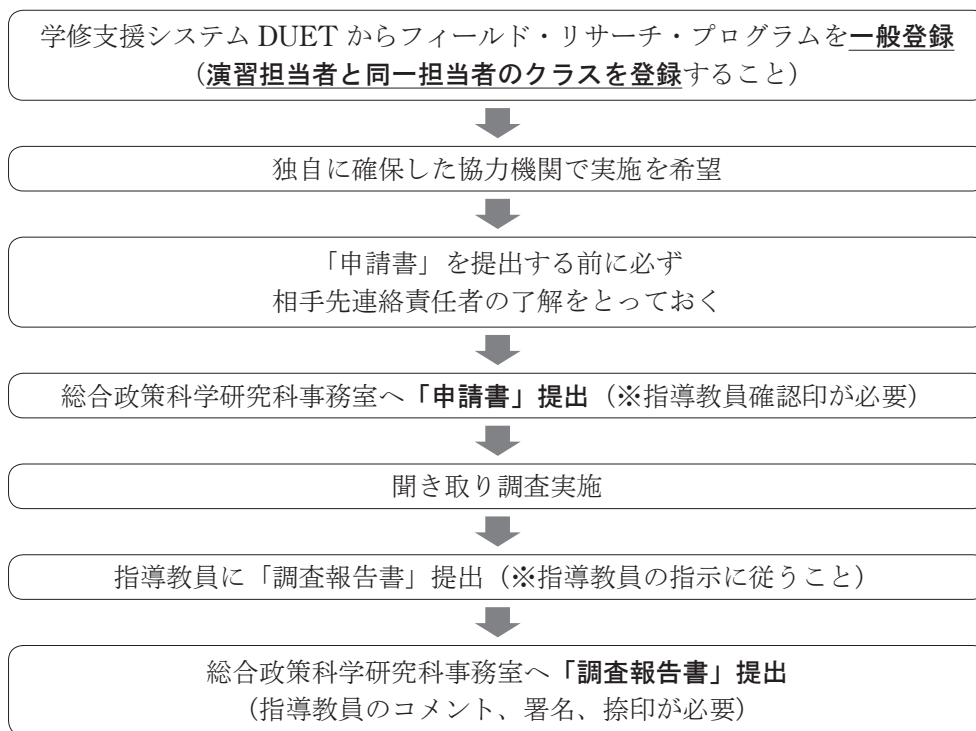 学修支援システム DUET からフィールド・リサーチ・プログラムを一般登録
（演習担当者と同一担当者のクラスを登録すること）
独自に確保した協力機関で実施を希望
「申請書」を提出する前に必ず
相手先連絡責任者の了解をとっておく
総合政策科学研究科事務室へ「申請書」提出（※指導教員確認印が必要）
聞き取り調査実施
指導教員に「調査報告書」提出（※指導教員の指示に従うこと）
総合政策科学研究科事務室へ「調査報告書」提出
（指導教員のコメント、署名、捺印が必要）